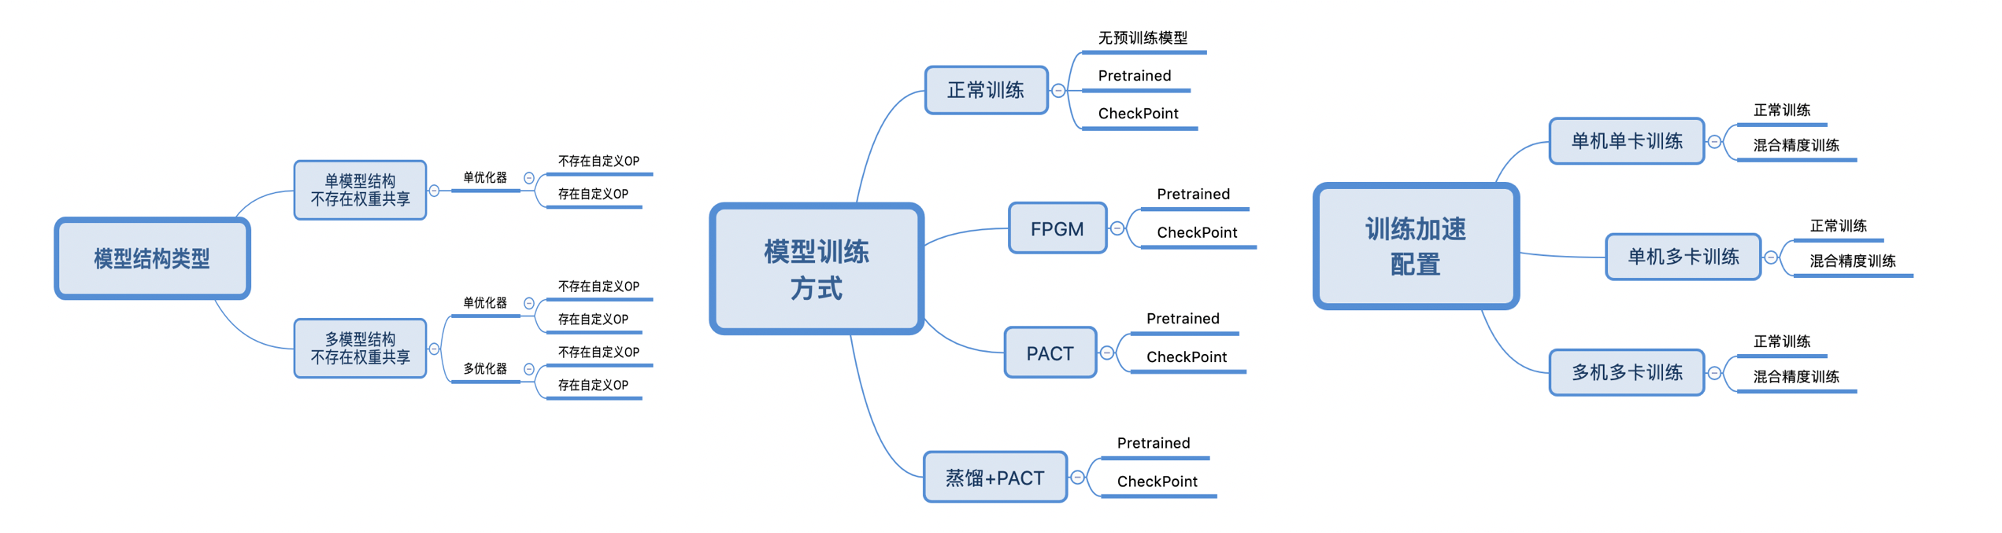 模型结构类型
单模型结构
不存在权重共享
单优化器
不存在自定义OP
存在自定义OP
多模型结构
不存在权重共享
单优化器
不存在自定义OP
存在自定义OP
多优化器
不存在自定义OP
存在自定义OP
模型训练
方式
正常训练
无预训练模型
Pretrained
CheckPoint
FPGM
Pretrained
CheckPoint
PACT
Pretrained
CheckPoint
蒸馏+PACT
Pretrained
CheckPoint
训练加速
配置
单机单卡训练
正常训练
混合精度训练
单机多卡训练
正常训练
混合精度训练
多机多卡训练
正常训练
混合精度训练